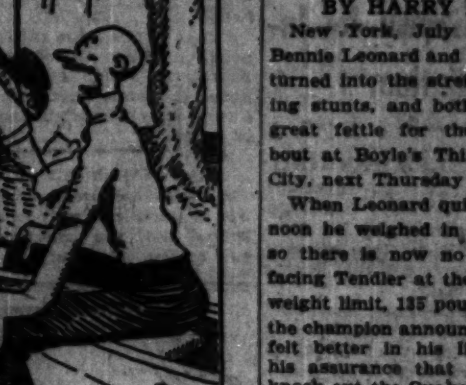 BY HARRY
New York, July
Bennie Leonard and
turned into the stre
ing stunts, and bot
great fettle for th
bout at Boyle's Thi
City, next Thursday
When Leonard qui
noon he weighed in
so there is now no
facing Tendler at the
weight limit, 135 pou
the champion announ
felt better in his li
his assurance that